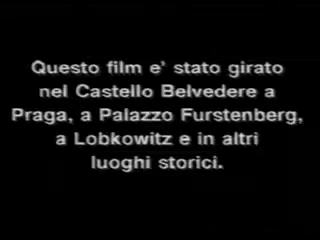 Questo film e' stato girato
nel Castello Belvedere a
Praga, a Palazzo Furstenberg,
a Lobkowitz e in altri
luoghi storici.